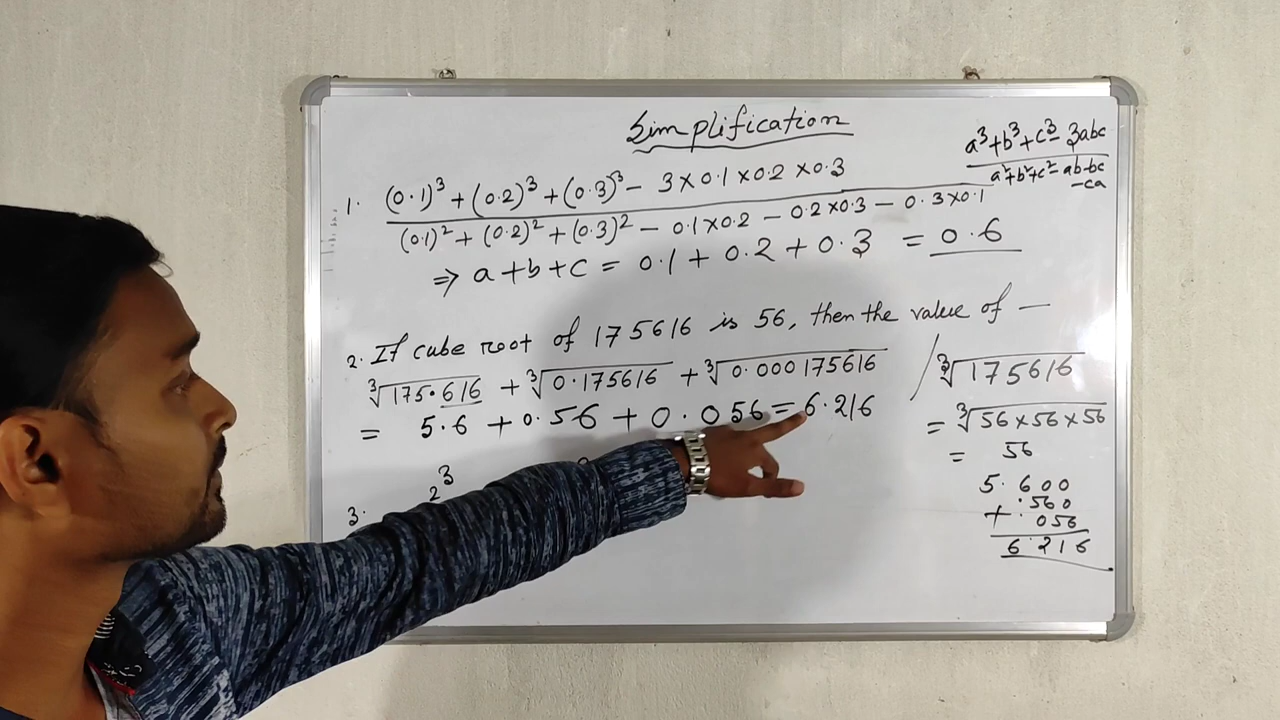 Simplification
a³+b³+c³- 3abc
a²+b²+c²- ab-bc
-ca
1. (0.1)³ + (0.2)³ + (0.3)³ - 3×0.1×0.2×0.3
(0.1)² + (0.2)² + (0.3)² - 0.1×0.2 - 0.2×0.3 - 0.3×0.1
⇒ a+b+c = 0.1 + 0.2 + 0.3 = 0.6
2. If cube root of 175616 is 56, then the value of —
∛175.616 + ∛0.175616 + ∛0.000175616
= 5.6 + 0.56 + 0.056 = 6.216
3. 2³
∛175616
= ∛56×56×56
= 56
5.600
.560
+ .056
6.216